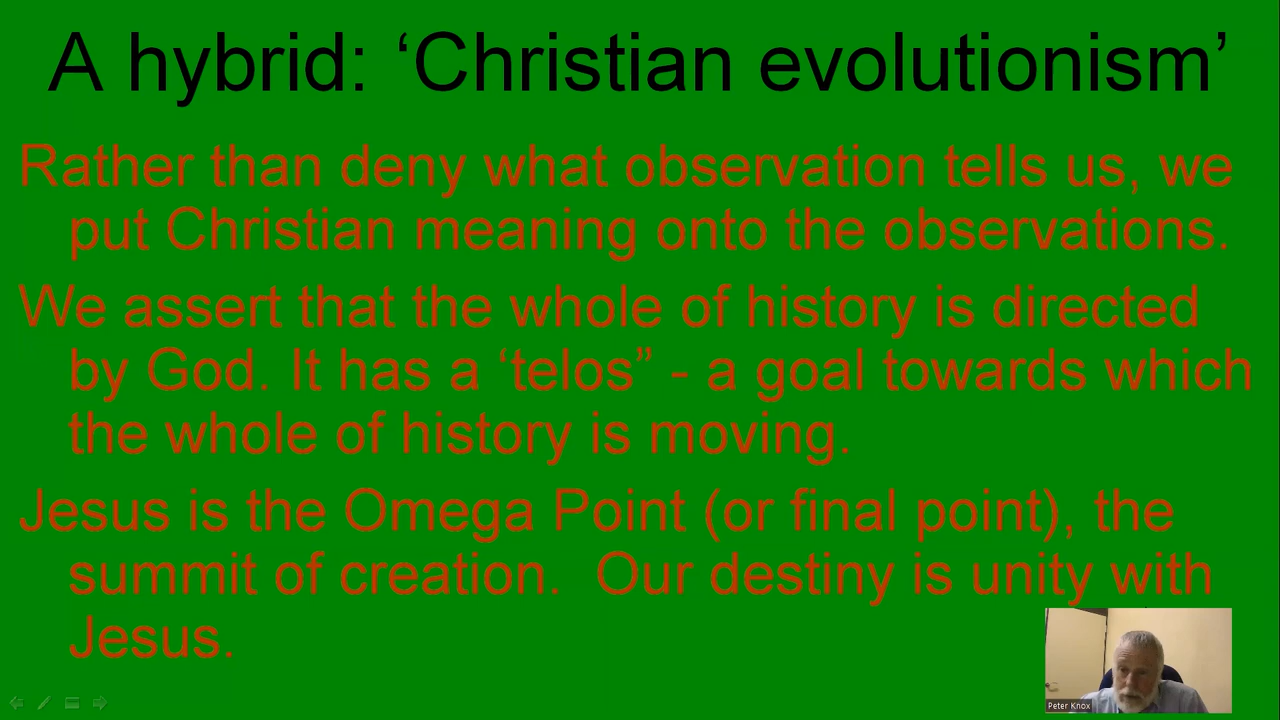 A hybrid: ‘Christian evolutionism’
Rather than deny what observation tells us, we
put Christian meaning onto the observations.
We assert that the whole of history is directed
by God. It has a ‘telos” - a goal towards which
the whole of history is moving.
Jesus is the Omega Point (or final point), the
summit of creation.  Our destiny is unity with
Jesus.
Peter Knox